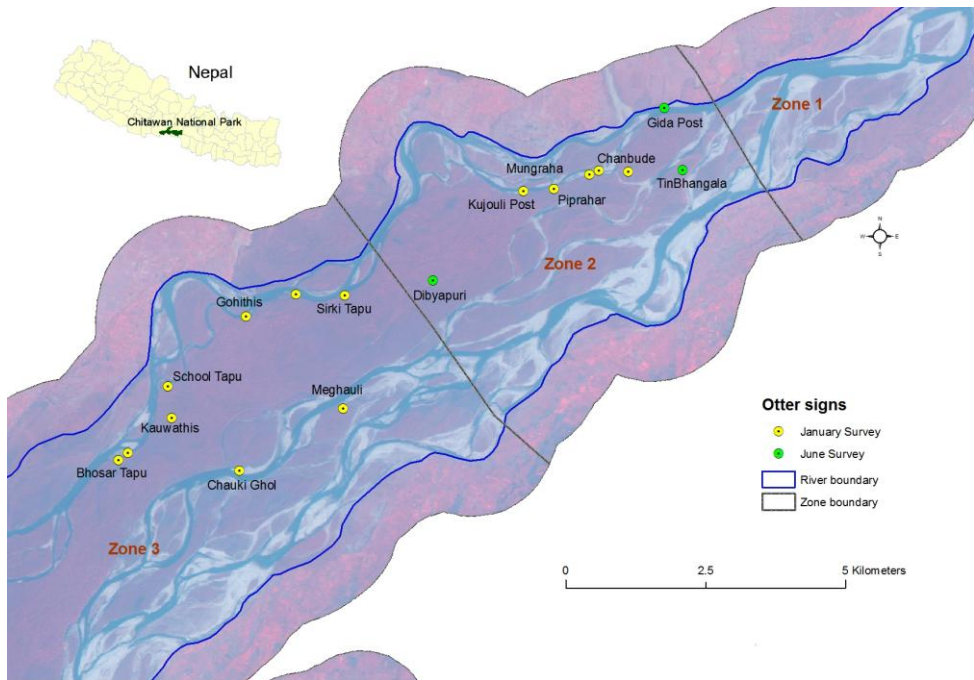 Nepal
Chitawan National Park
Zone 1
Gida Post
Mungraha
Chanbude
Kujouli Post
Piprahar
TinBhangala
N
W
E
S
Zone 2
Dibyapuri
Gohithis
Sirki Tapu
School Tapu
Meghauli
Kauwathis
Bhosar Tapu
Chauki Ghol
Zone 3
Otter signs
January Survey
June Survey
River boundary
Zone boundary
0 2.5 5 Kilometers